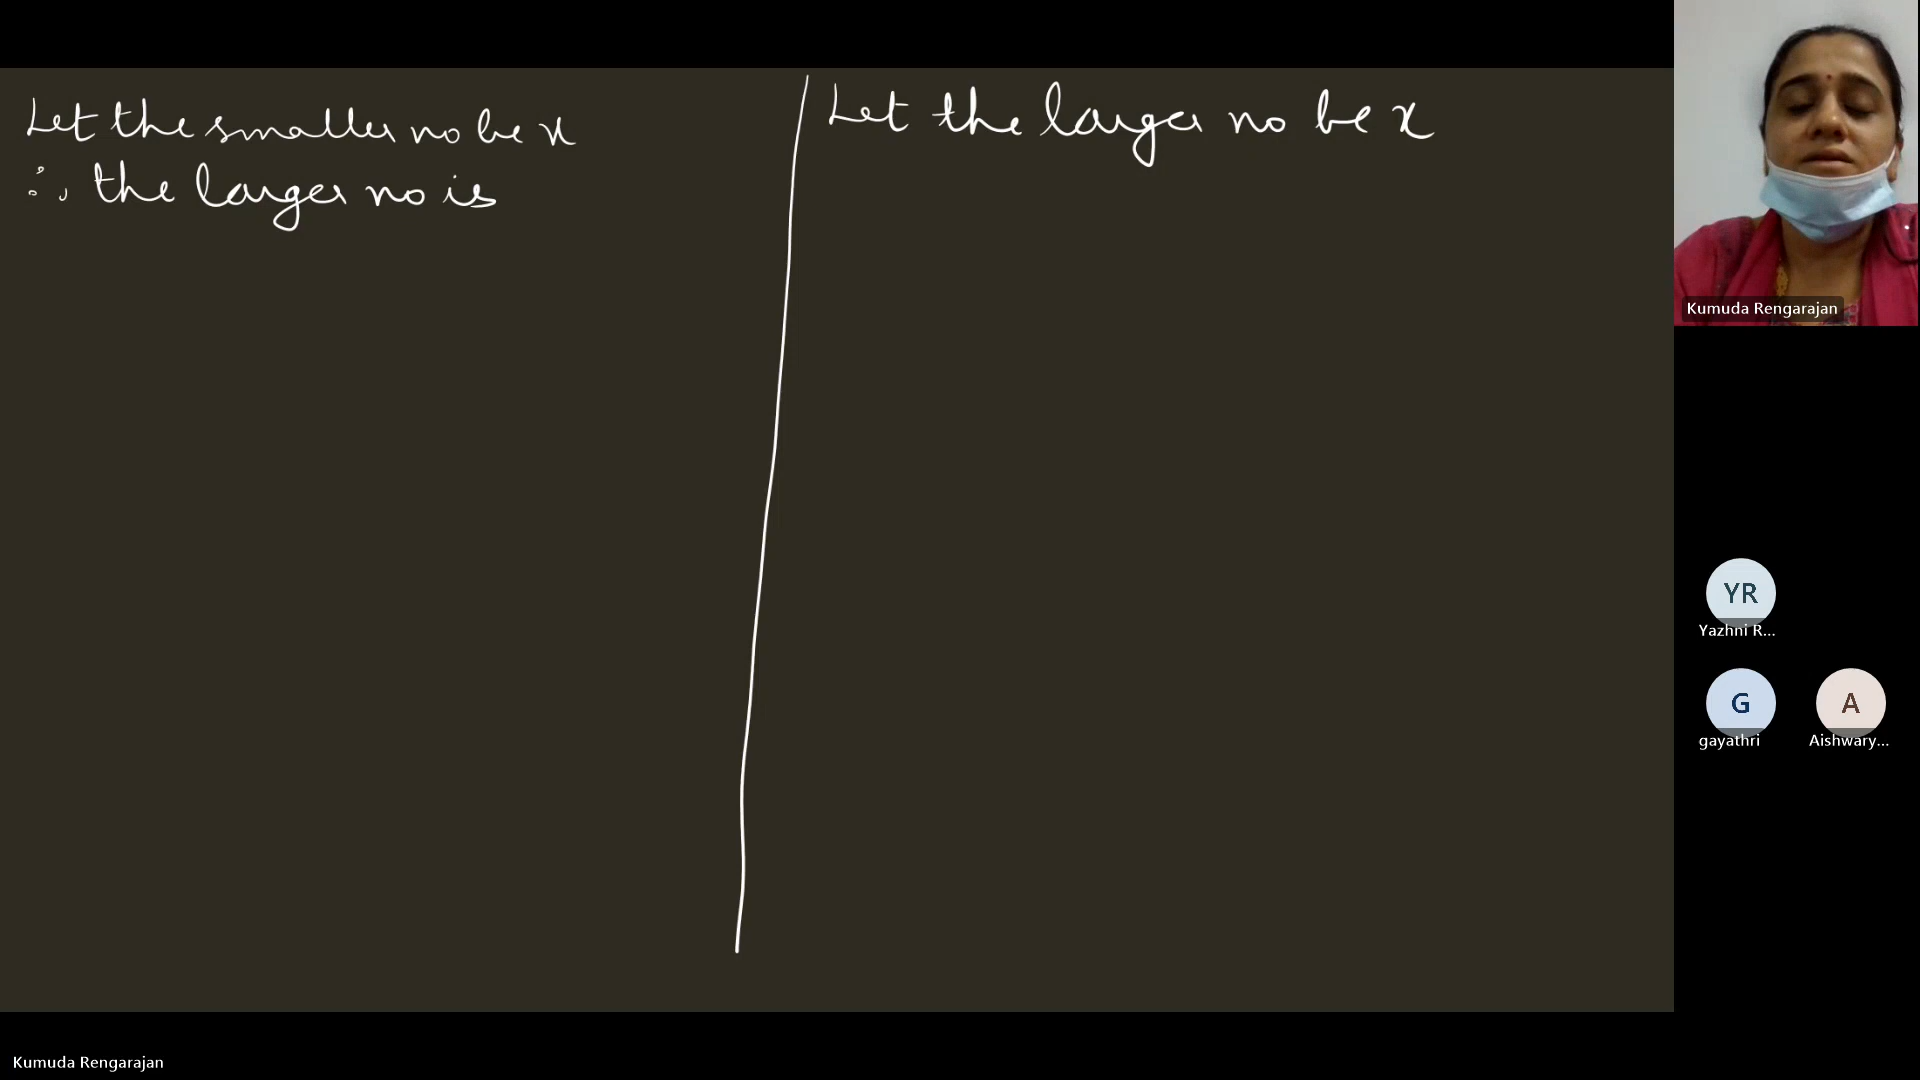 Let the smaller no be x
∴ the larger no is
Let the larger no be x
Kumuda Rengarajan
YR
Yazhni R...
G
gayathri
A
Aishwary...
Kumuda Rengarajan